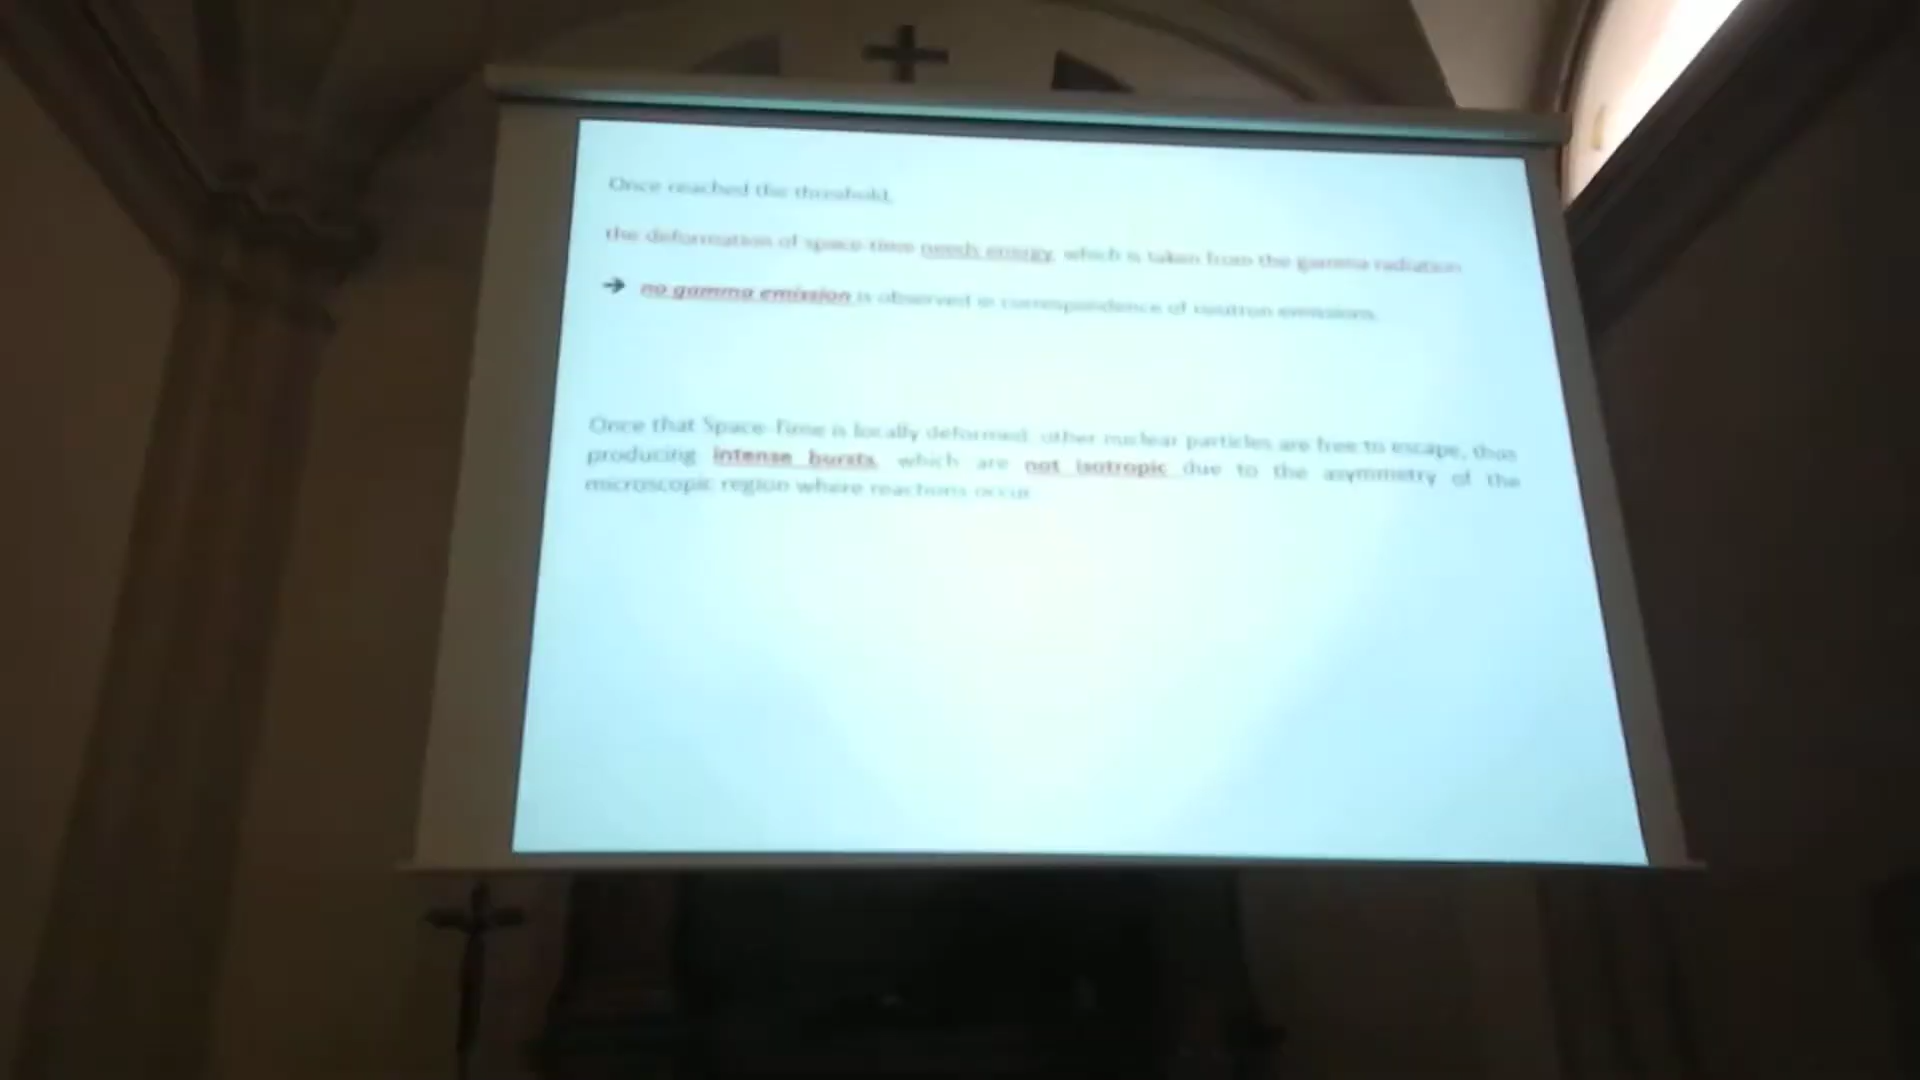 Once reached the threshold,
the deformation of space-time needs energy, which is taken from the gamma radiation
➔ no gamma emission is observed in correspondence of neutron emissions.
Once that Space-Time is locally deformed, other nuclear particles are free to escape, thus
producing intense bursts, which are not isotropic due to the asymmetry of the
microscopic region where reactions occur.